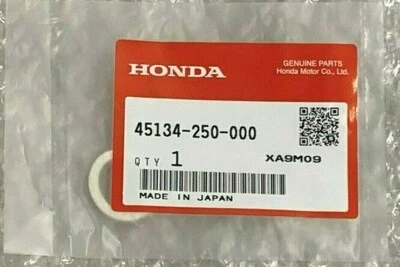 GENUINE PARTS
Honda Motor Co., Ltd.
HONDA
45134-250-000
QTY 1
XA9M09
MADE IN JAPAN